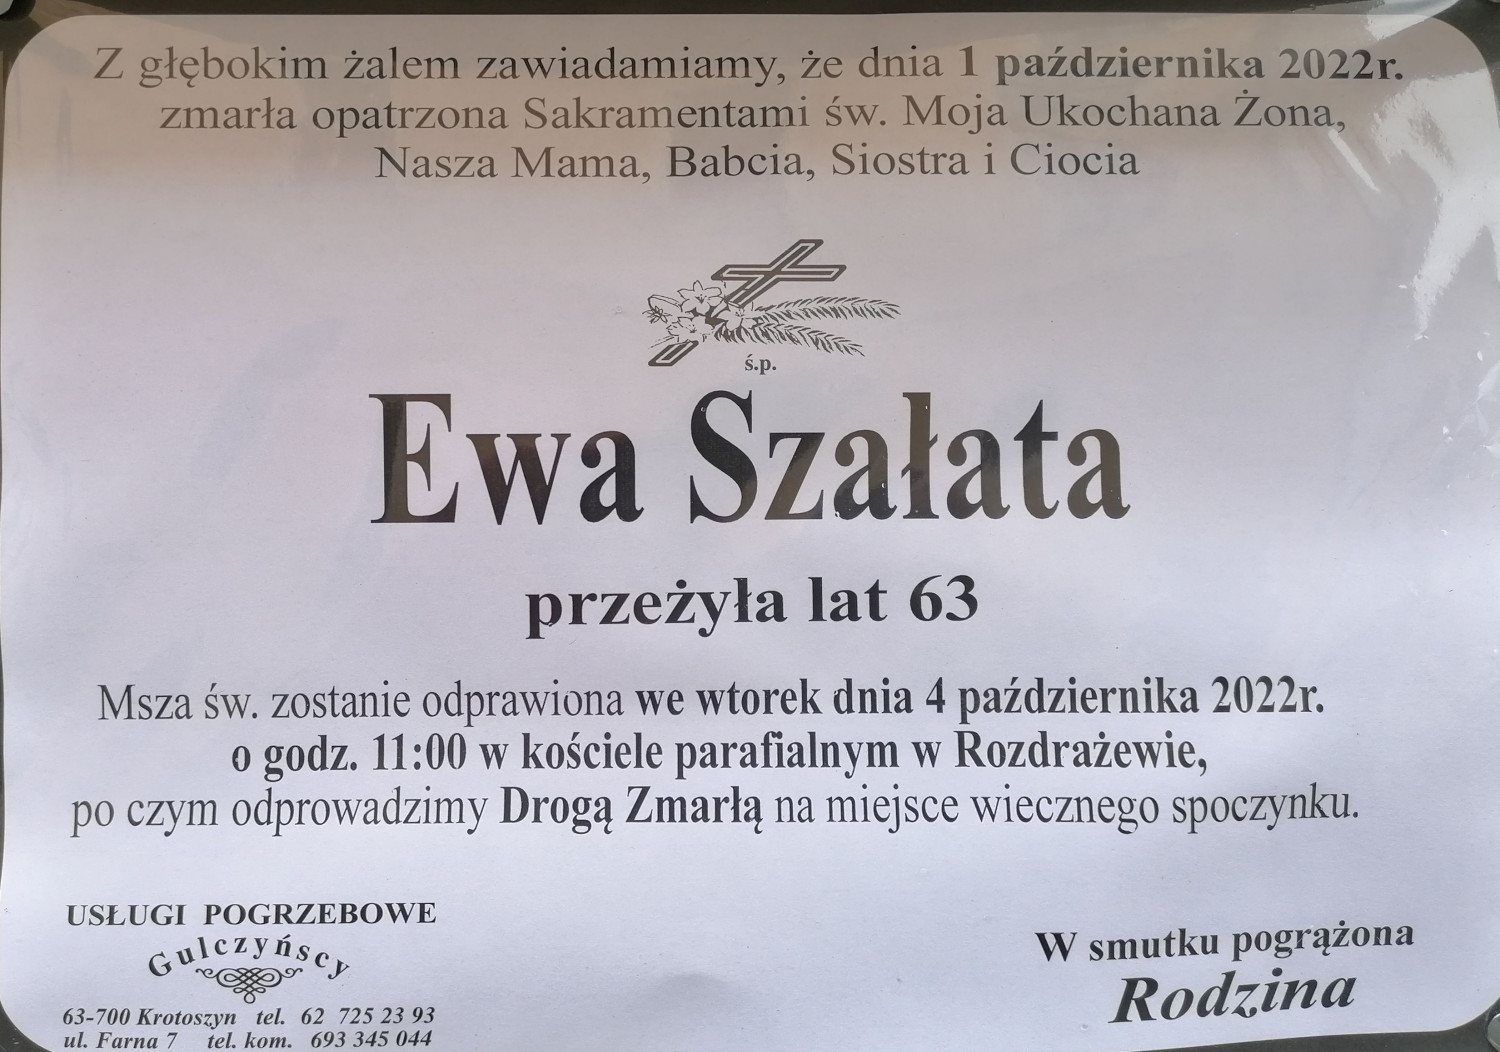 Z głębokim żalem zawiadamiamy, że dnia 1 października 2022r.
zmarła opatrzona Sakramentami św. Moja Ukochana Żona,
Nasza Mama, Babcia, Siostra i Ciocia
ś.p.
Ewa Szałata
przeżyła lat 63
Msza św. zostanie odprawiona we wtorek dnia 4 października 2022r.
o godz. 11:00 w kościele parafialnym w Rozdrażewie,
po czym odprowadzimy Drogą Zmarłą na miejsce wiecznego spoczynku.
USŁUGI POGRZEBOWE
Gulczyńscy
63-700 Krotoszyn tel. 62 725 23 93
ul. Farna 7 tel. kom. 693 345 044
W smutku pogrążona
Rodzina